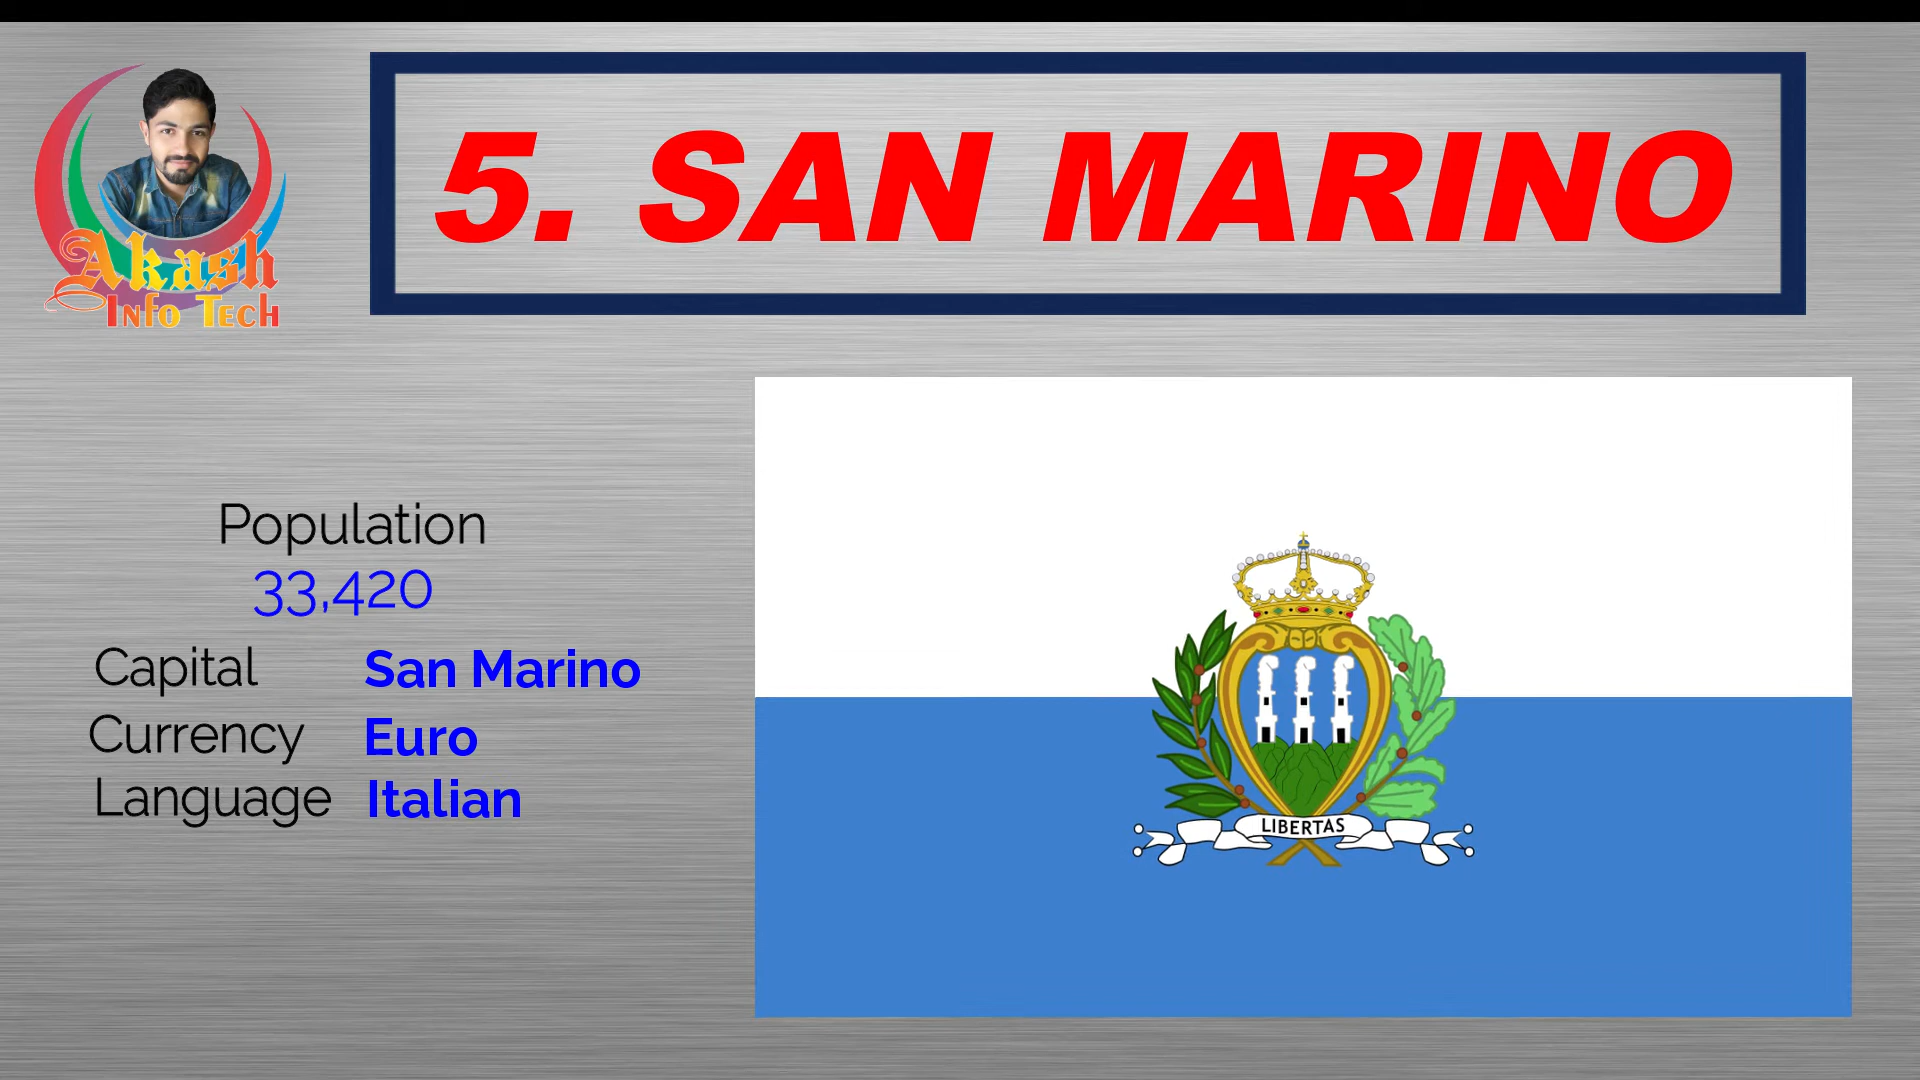 Akash
Info Tech
5. SAN MARINO
Population
33,420
Capital San Marino
Currency Euro
Language Italian
LIBERTAS